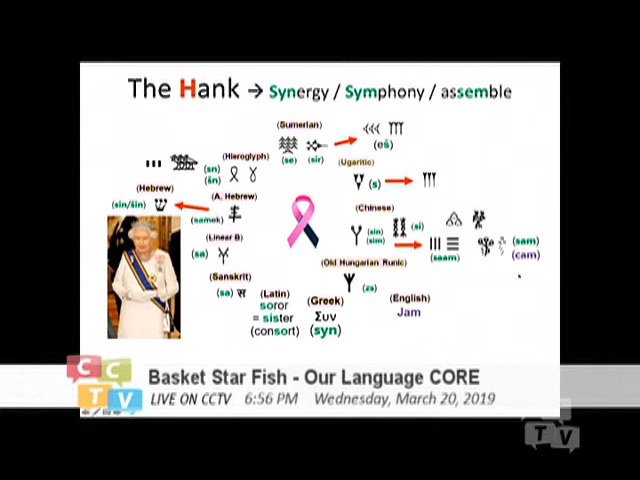 The Hank → Synergy / Symphony / assemble
(Sumerian)
(se) (sir) (eš)
(Hieroglyph)
(sn)
(šn)
(Ugaritic)
(s)
(Hebrew)
(sin/šin) ש
(A. Hebrew)
(samek)
(Chinese)
(sin)
(sim)
(si)
(saam)
(sam)
(cam)
(Linear B)
(sa)
(Old Hungarian Runic)
(zs)
(Sanskrit)
(sa) स
(Latin)
soror
= sister
(consort)
(Greek)
Συν
(syn)
(English)
Jam
CCTV
Basket Star Fish - Our Language CORE
LIVE ON CCTV 6:56 PM Wednesday, March 20, 2019
TV